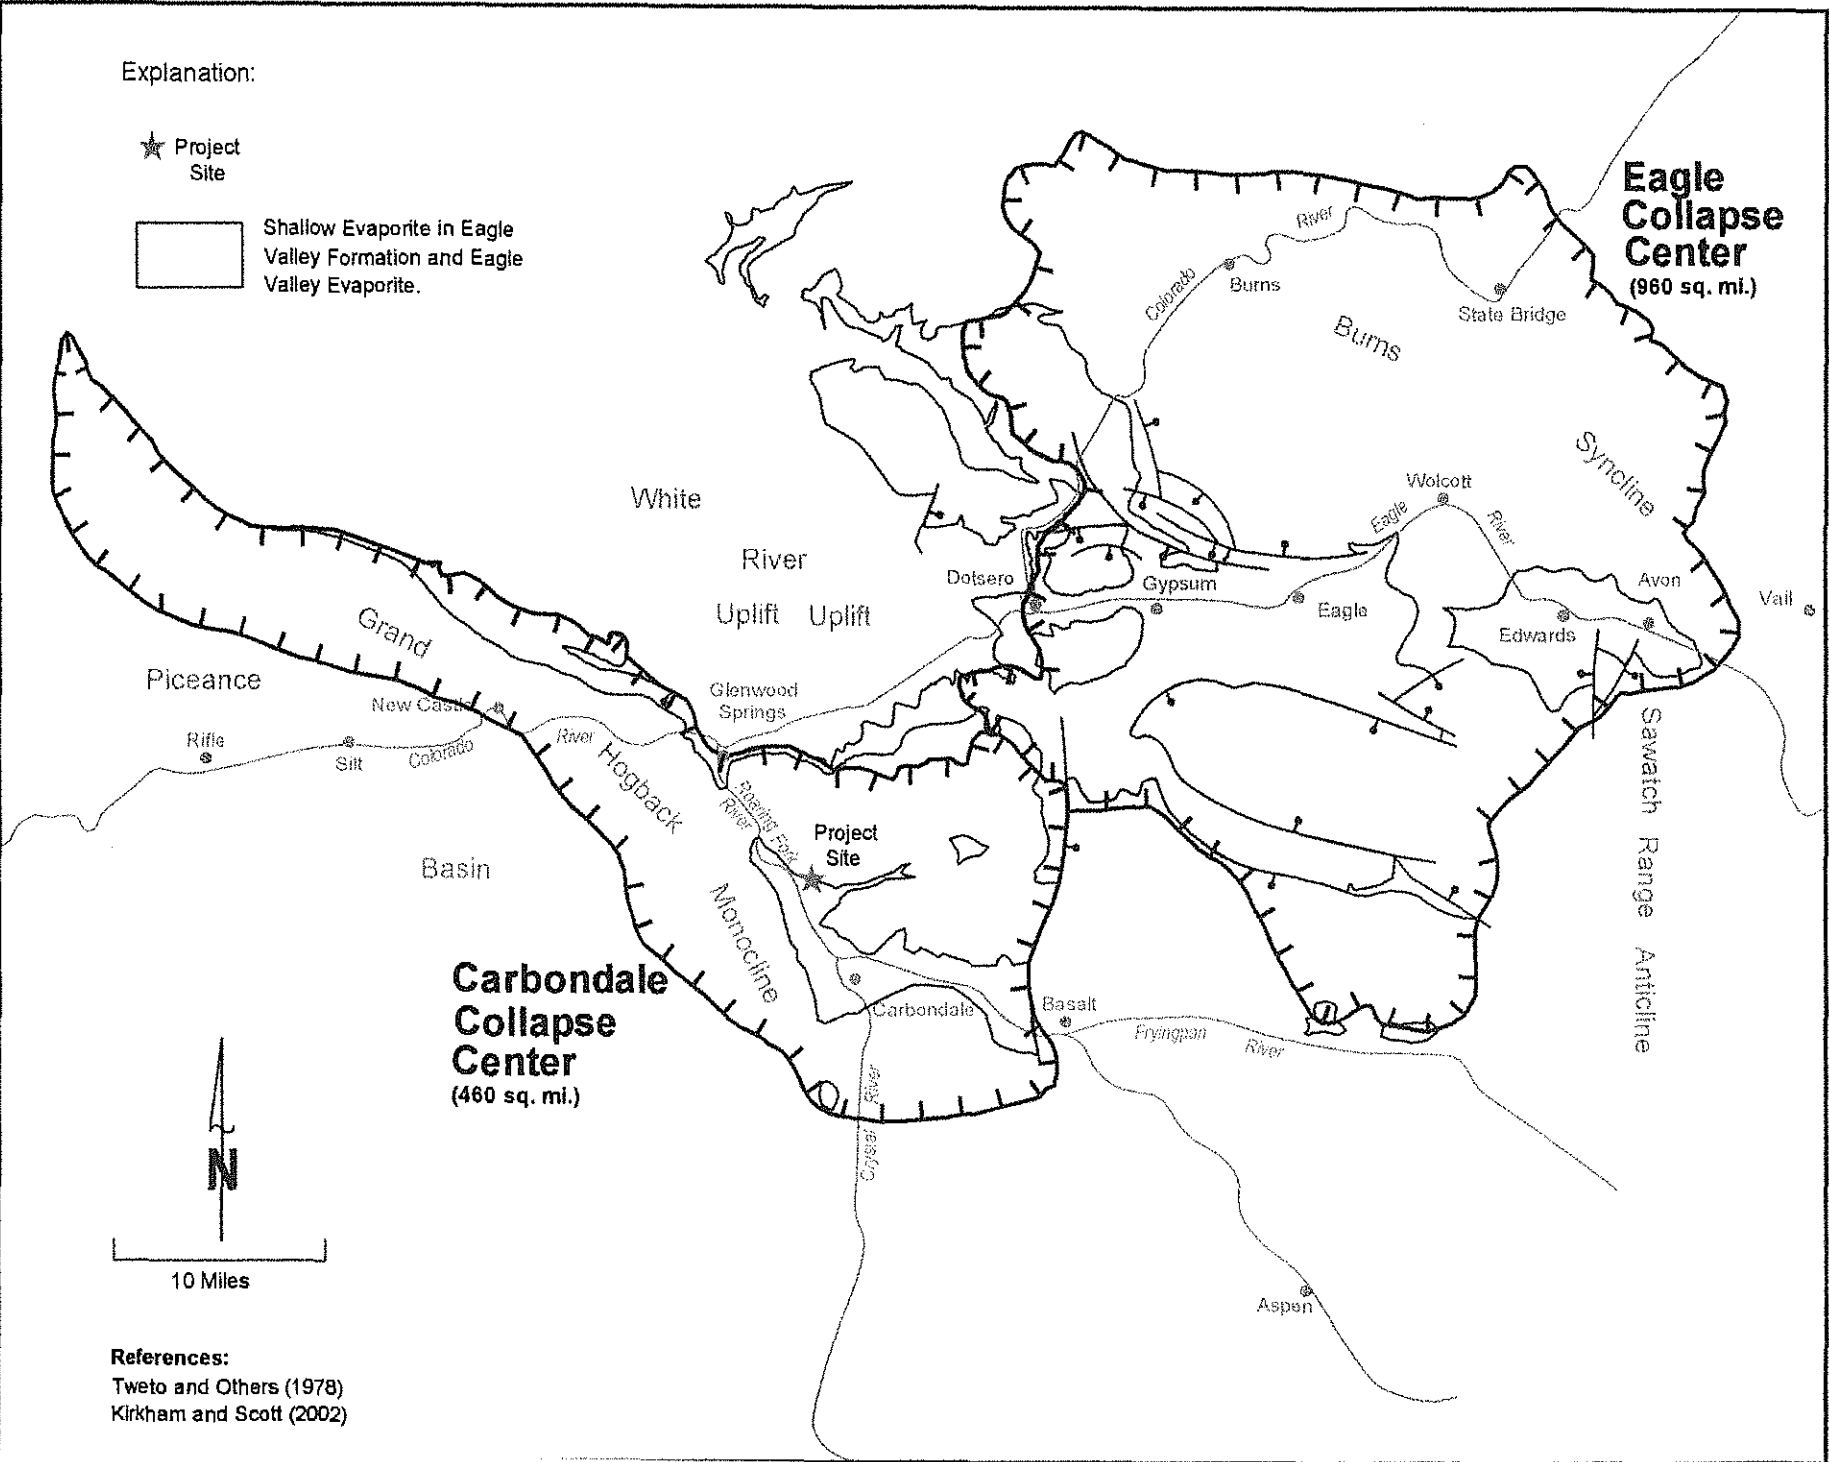 Explanation:
Project
Site
Shallow Evaporite in Eagle
Valley Formation and Eagle
Valley Evaporite.
Eagle
Collapse
Center
(960 sq. mi.)
River
Colorado
Burns
State Bridge
Burns
Syncline
White
River
Uplift Uplift
Wolcott
Eagle
River
Dotsero
Gypsum
Eagle
Avon
Vail
Edwards
Grand
Hogback
Monocline
Piceance
Basin
New Castle
Glenwood
Springs
Rifle
Silt
Colorado
River
Roaring Fork
River
Project
Site
Sawatch Range Anticline
Carbondale
Collapse
Center
(460 sq. mi.)
Carbondale
Basalt
Fryingpan
River
Crystal River
Aspen
N
10 Miles
References:
Tweto and Others (1978)
Kirkham and Scott (2002)